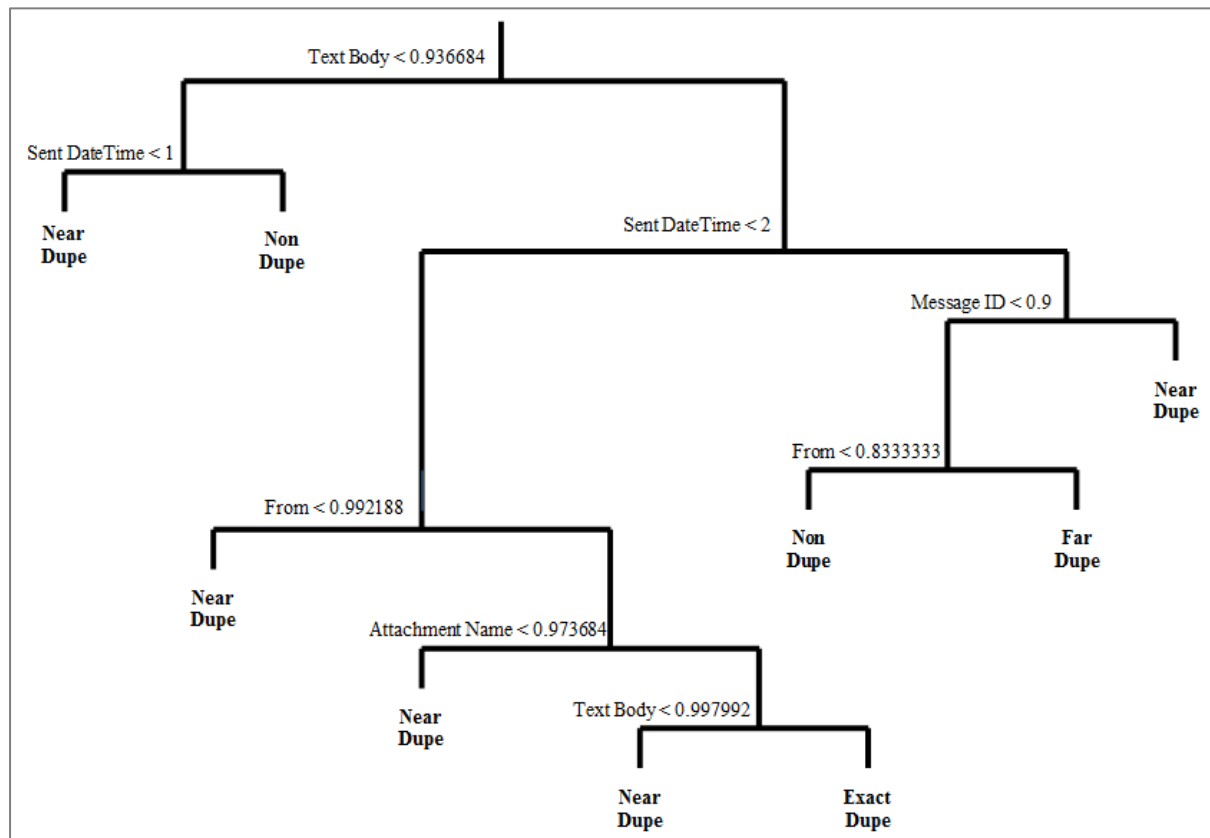 Text Body < 0.936684
Sent DateTime < 1
Near
Dupe
Non
Dupe
Sent DateTime < 2
Message ID < 0.9
Near
Dupe
From < 0.8333333
Non
Dupe
Far
Dupe
From < 0.992188
Near
Dupe
Attachment Name < 0.973684
Near
Dupe
Text Body < 0.997992
Near
Dupe
Exact
Dupe